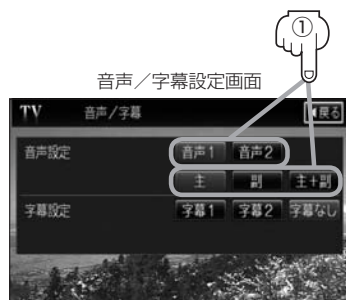 ①
音声／字幕設定画面
TV 音声/字幕 戻る
音声設定 音声1 音声2
主 副 主+副
字幕設定 字幕1 字幕2 字幕なし